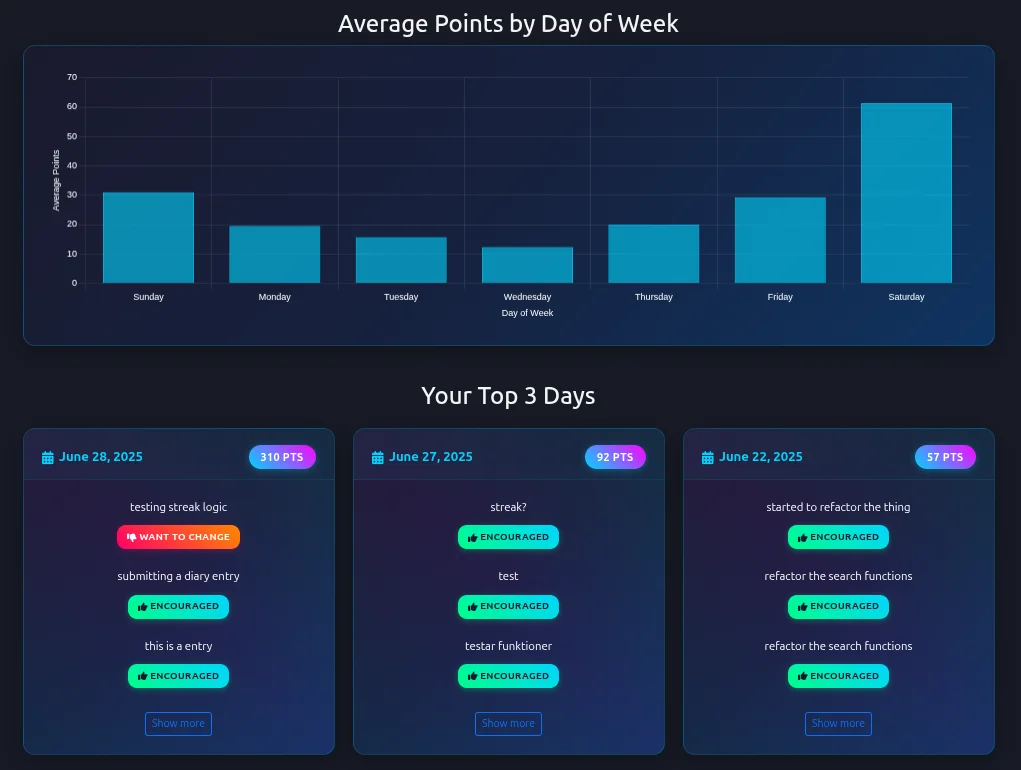 Average Points by Day of Week
70
60
50
40
30
20
10
0
Average Points
Sunday Monday Tuesday Wednesday Thursday Friday Saturday
Day of Week
Your Top 3 Days
June 28, 2025 310 PTS
testing streak logic
WANT TO CHANGE
submitting a diary entry
ENCOURAGED
this is a entry
ENCOURAGED
Show more
June 27, 2025 92 PTS
streak?
ENCOURAGED
test
ENCOURAGED
testar funktioner
ENCOURAGED
Show more
June 22, 2025 57 PTS
started to refactor the thing
ENCOURAGED
refactor the search functions
ENCOURAGED
refactor the search functions
ENCOURAGED
Show more